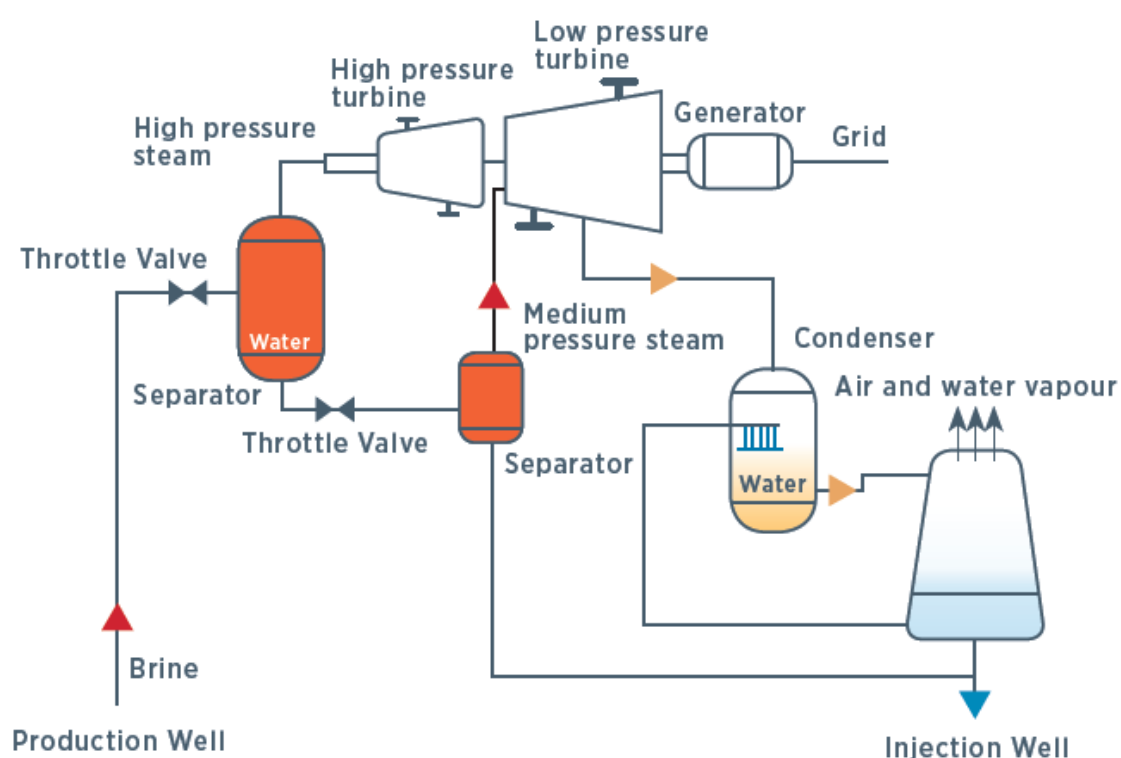 Low pressure
turbine
High pressure
turbine
Generator
High pressure
steam
Grid
Throttle Valve
Medium
pressure steam
Water
Condenser
Separator
Air and water vapour
Throttle Valve
Separator
Water
Brine
Production Well
Injection Well